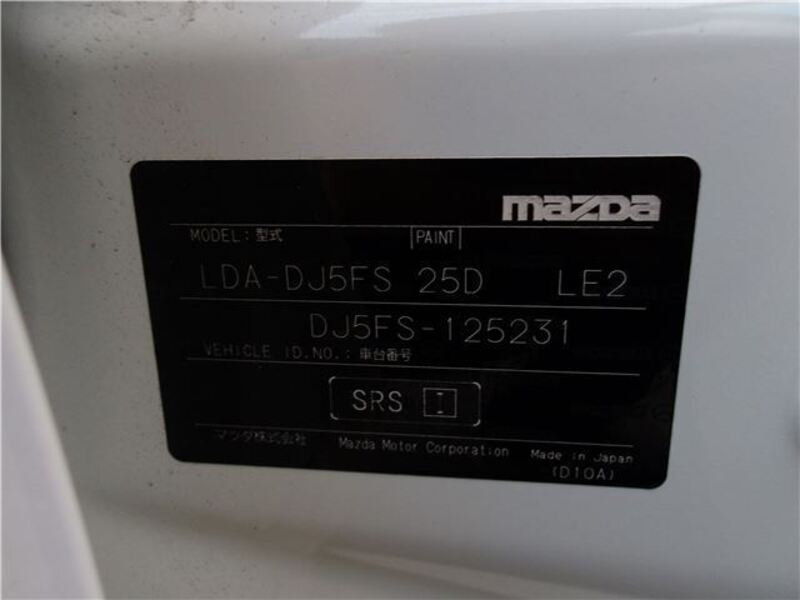 mazda
MODEL: 型式 PAINT
LDA-DJ5FS 25D LE2
DJ5FS-125231
VEHICLE ID.NO.: 車台番号
SRS I
マツダ株式会社 Mazda Motor Corporation Made in Japan
(D10A)